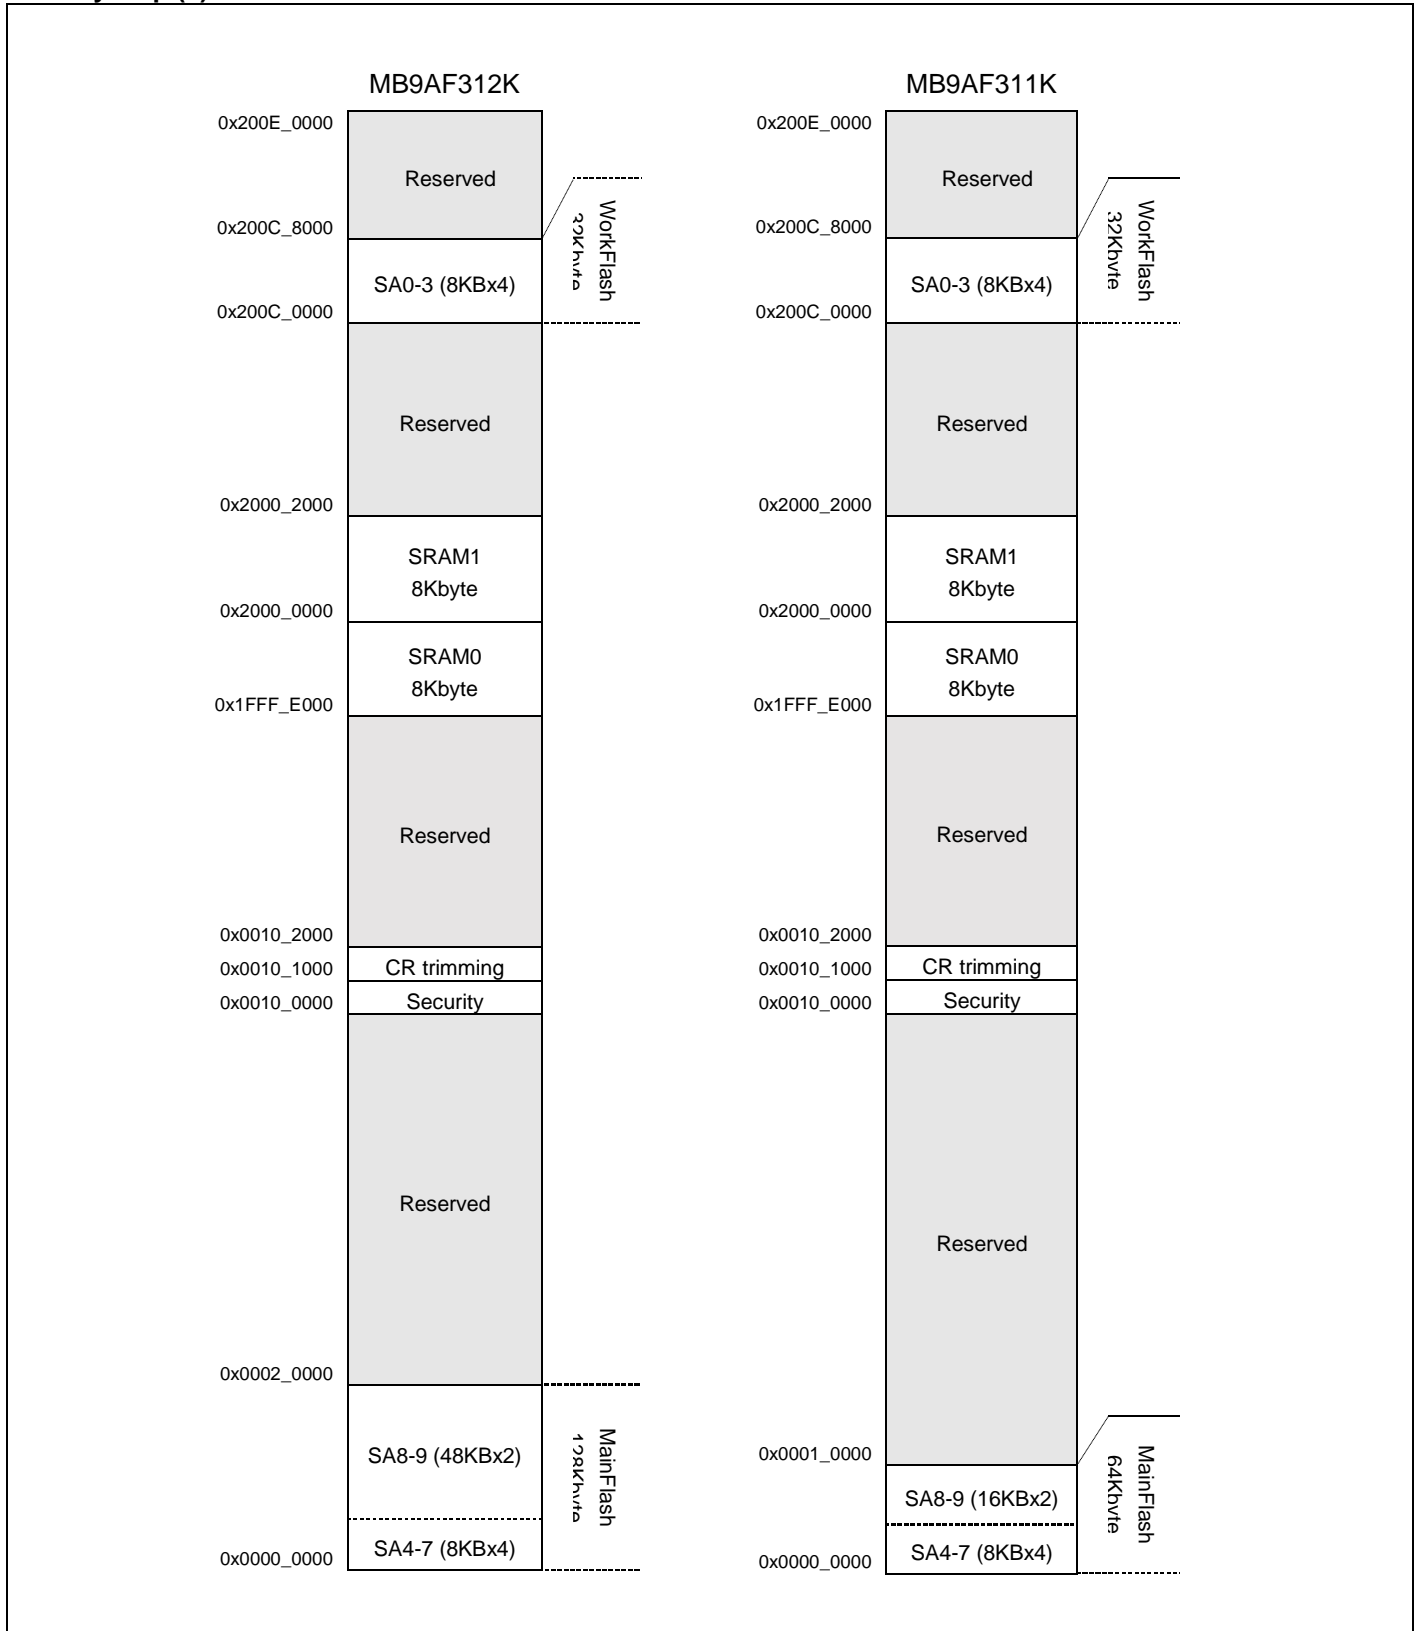 MB9AF312K
0x200E_0000
Reserved
0x200C_8000
SA0-3 (8KBx4)
0x200C_0000
WorkFlash
32Kbyte
Reserved
0x2000_2000
SRAM1
8Kbyte
0x2000_0000
SRAM0
8Kbyte
0x1FFF_E000
Reserved
0x0010_2000
CR trimming
0x0010_1000
Security
0x0010_0000
Reserved
0x0002_0000
SA8-9 (48KBx2)
MainFlash
128Kbyte
SA4-7 (8KBx4)
0x0000_0000
MB9AF311K
0x200E_0000
Reserved
0x200C_8000
SA0-3 (8KBx4)
0x200C_0000
WorkFlash
32Kbyte
Reserved
0x2000_2000
SRAM1
8Kbyte
0x2000_0000
SRAM0
8Kbyte
0x1FFF_E000
Reserved
0x0010_2000
CR trimming
0x0010_1000
Security
0x0010_0000
Reserved
0x0001_0000
SA8-9 (16KBx2)
MainFlash
64Kbyte
SA4-7 (8KBx4)
0x0000_0000